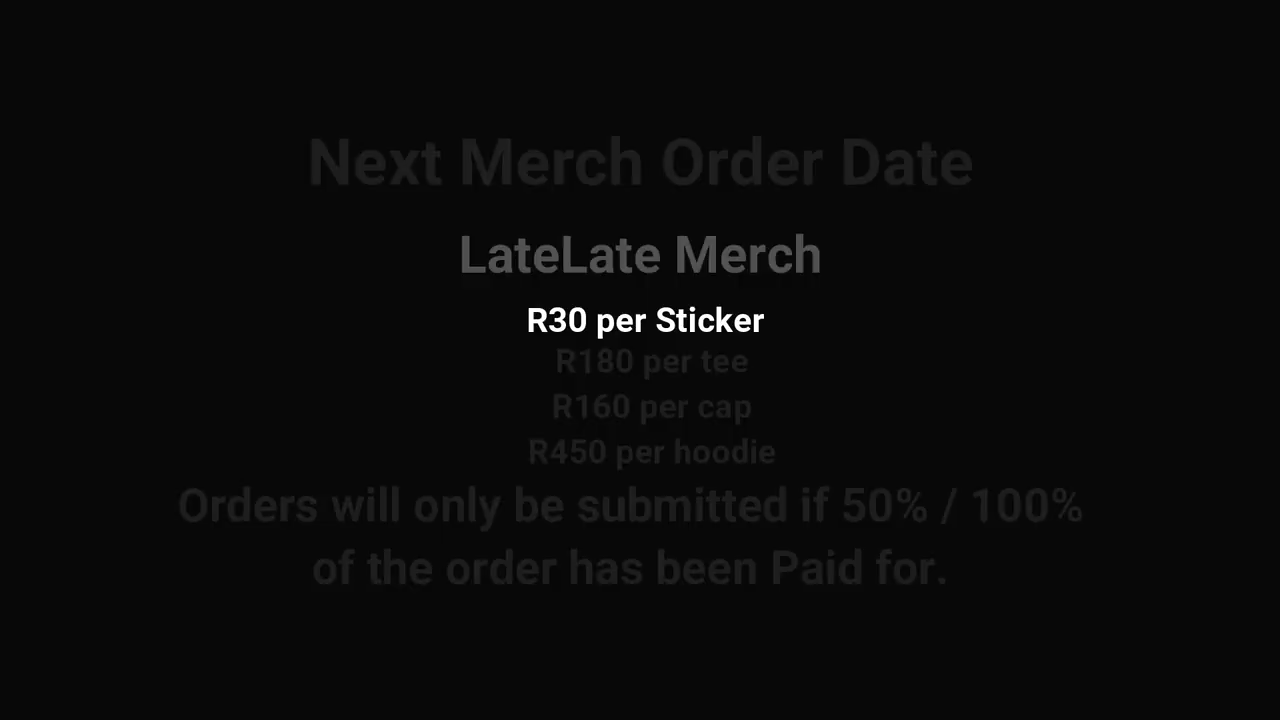 Next Merch Order Date
LateLate Merch
R30 per Sticker
R180 per tee
R160 per cap
R450 per hoodie
Orders will only be submitted if 50% / 100%
of the order has been Paid for.